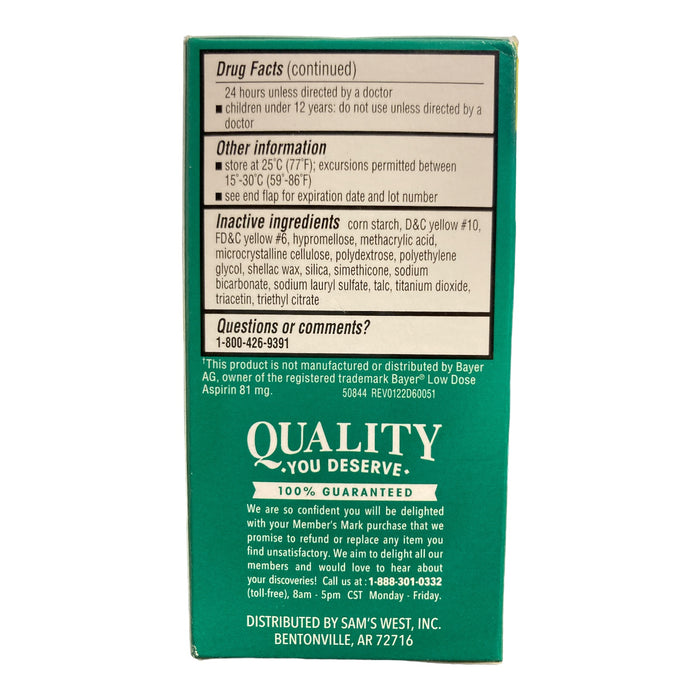 Drug Facts (continued)
24 hours unless directed by a doctor
■ children under 12 years: do not use unless directed by a
doctor
Other information
■ store at 25°C (77°F); excursions permitted between
15°-30°C (59°-86°F)
■ see end flap for expiration date and lot number
Inactive ingredients corn starch, D&C yellow #10,
FD&C yellow #6, hypromellose, methacrylic acid,
microcrystalline cellulose, polydextrose, polyethylene
glycol, shellac wax, silica, simethicone, sodium
bicarbonate, sodium lauryl sulfate, talc, titanium dioxide,
triacetin, triethyl citrate
Questions or comments?
1-800-426-9391
†This product is not manufactured or distributed by Bayer
AG, owner of the registered trademark Bayer® Low Dose
Aspirin 81 mg. 50844 REV0122D60051
QUALITY
•YOU DESERVE•
100% GUARANTEED
We are so confident you will be delighted
with your Member's Mark purchase that we
promise to refund or replace any item you
find unsatisfactory. We aim to delight all our
members and would love to hear about
your discoveries! Call us at : 1-888-301-0332
(toll-free), 8am - 5pm CST Monday - Friday.
DISTRIBUTED BY SAM'S WEST, INC.
BENTONVILLE, AR 72716